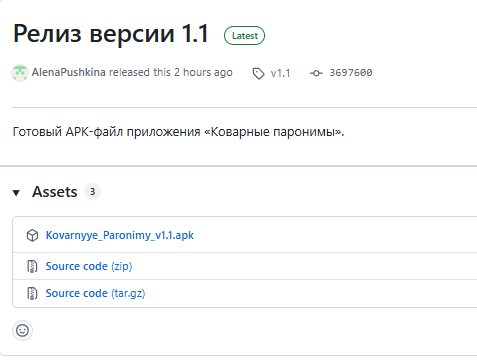 Релиз версии 1.1 Latest
AlenaPushkina released this 2 hours ago v1.1 3697600
Готовый APK-файл приложения «Коварные паронимы».
Assets 3
Kovarnyye_Paronimy_v1.1.apk
Source code (zip)
Source code (tar.gz)